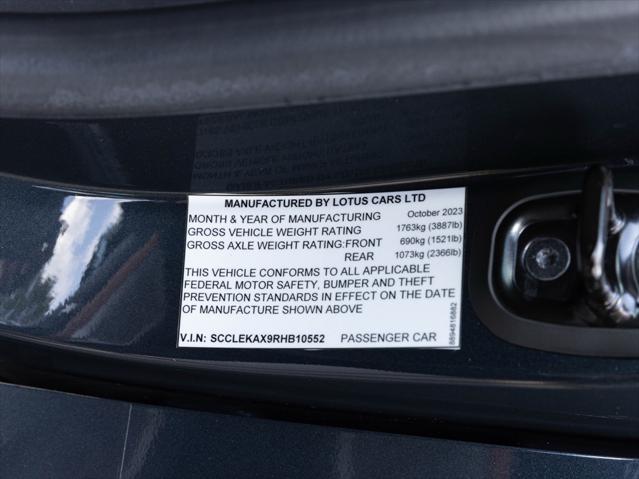 MANUFACTURED BY LOTUS CARS LTD
MONTH & YEAR OF MANUFACTURING October 2023
GROSS VEHICLE WEIGHT RATING 1763kg (3887lb)
GROSS AXLE WEIGHT RATING: FRONT 690kg (1521lb)
REAR 1073kg (2366lb)
THIS VEHICLE CONFORMS TO ALL APPLICABLE
FEDERAL MOTOR SAFETY, BUMPER AND THEFT
PREVENTION STANDARDS IN EFFECT ON THE DATE
OF MANUFACTURE SHOWN ABOVE
V.I.N: SCCLEKAX9RHB10552 PASSENGER CAR
8894816882